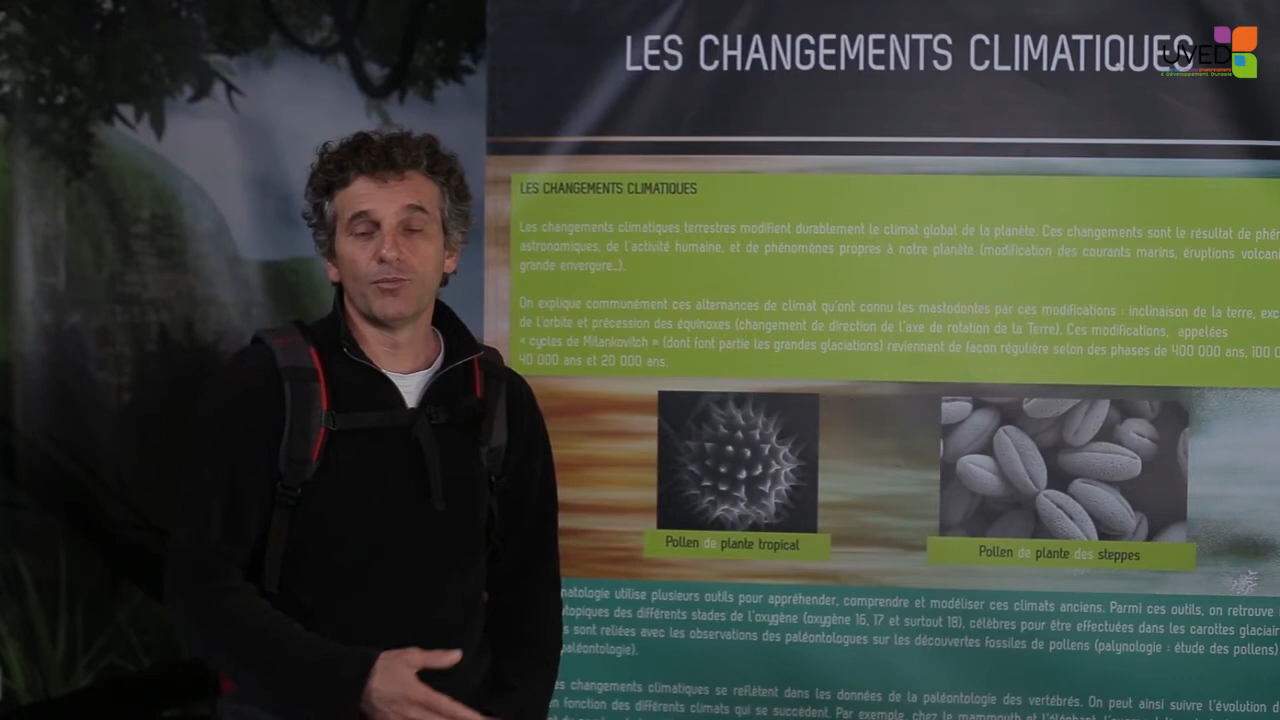 LES CHANGEMENTS CLIMATIQUES
UVED
LES CHANGEMENTS CLIMATIQUES
Les changements climatiques terrestres modifient durablement le climat global de la planète. Ces changements sont le résultat de phé
astronomiques, de l'activité humaine, et de phénomènes propres à notre planète (modification des courants marins, éruptions volcani
grande envergure...).
On explique communément ces alternances de climat qu'ont connu les mastodontes par ces modifications : inclinaison de la terre, exc
de l'orbite et précession des équinoxes (changement de direction de l'axe de rotation de la Terre). Ces modifications, appelées
« cycles de Milankovitch » (dont font partie les grandes glaciations) reviennent de façon régulière selon des phases de 400 000 ans, 100 0
40 000 ans et 20 000 ans.
Pollen de plante tropical
Pollen de plante des steppes
matologie utilise plusieurs outils pour appréhender, comprendre et modéliser ces climats anciens. Parmi ces outils, on retrouve
topiques des différents stades de l'oxygène (oxygène 16, 17 et surtout 18), célèbres pour être effectuées dans les carottes glaciair
s sont reliées avec les observations des paléontologues sur les découvertes fossiles de pollens (palynologie : étude des pollens)
paléontologie).
es changements climatiques se reflètent dans les données de la paléontologie des vertébrés. On peut ainsi suivre l'évolution d
n fonction des différents climats qui se succèdent. Par exemple, chez le mammouth et l'éléphant,